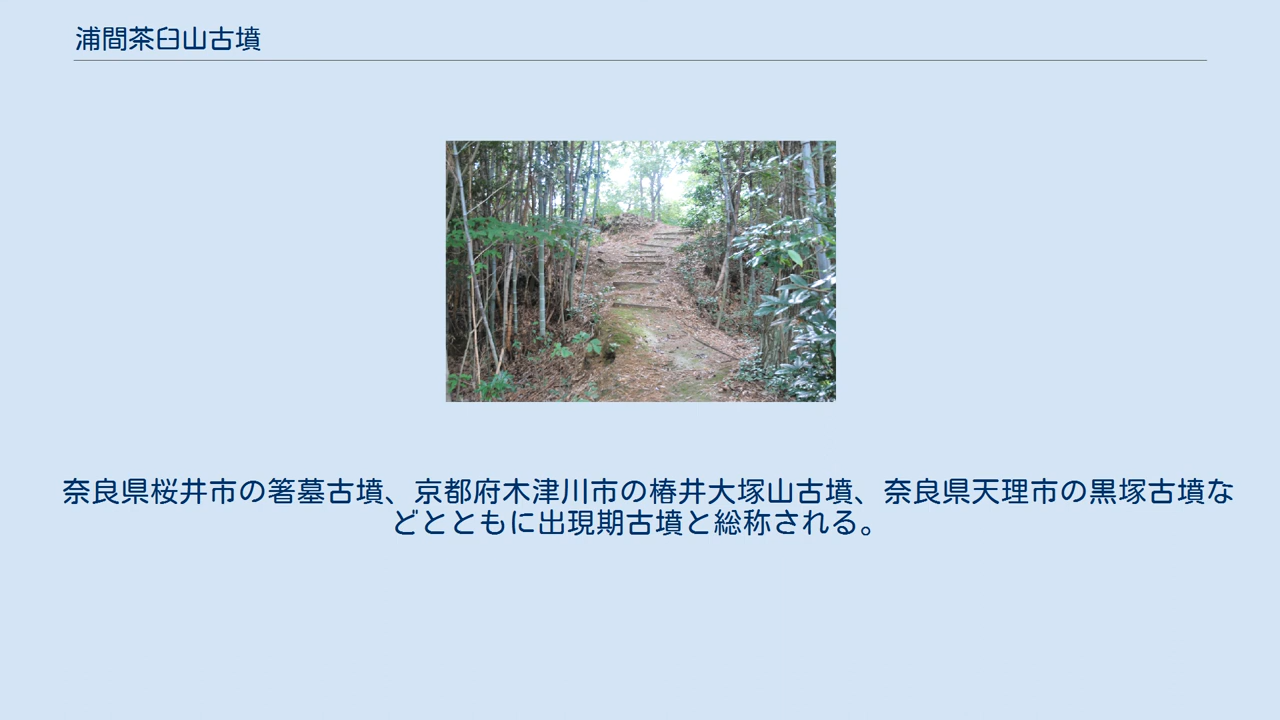 浦間茶臼山古墳
奈良県桜井市の箸墓古墳、京都府木津川市の椿井大塚山古墳、奈良県天理市の黒塚古墳な
どとともに出現期古墳と総称される。